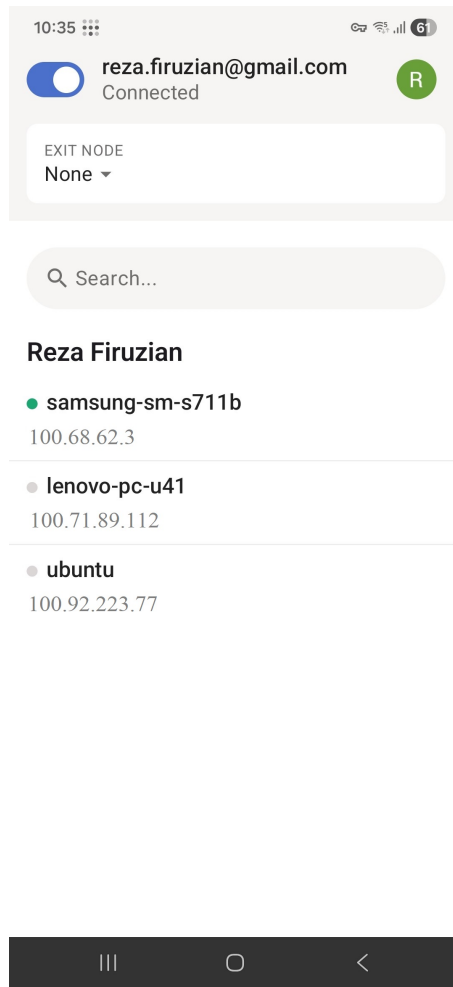 10:35
61
reza.firuzian@gmail.com
Connected
R
EXIT NODE
None
Search...
Reza Firuzian
samsung-sm-s711b
100.68.62.3
lenovo-pc-u41
100.71.89.112
ubuntu
100.92.223.77